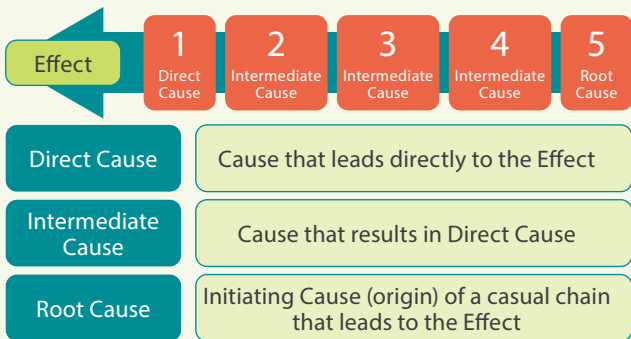 Effect
1
Direct
Cause
2
Intermediate
Cause
3
Intermediate
Cause
4
Intermediate
Cause
5
Root
Cause
Direct Cause
Cause that leads directly to the Effect
Intermediate
Cause
Cause that results in Direct Cause
Root Cause
Initiating Cause (origin) of a casual chain
that leads to the Effect